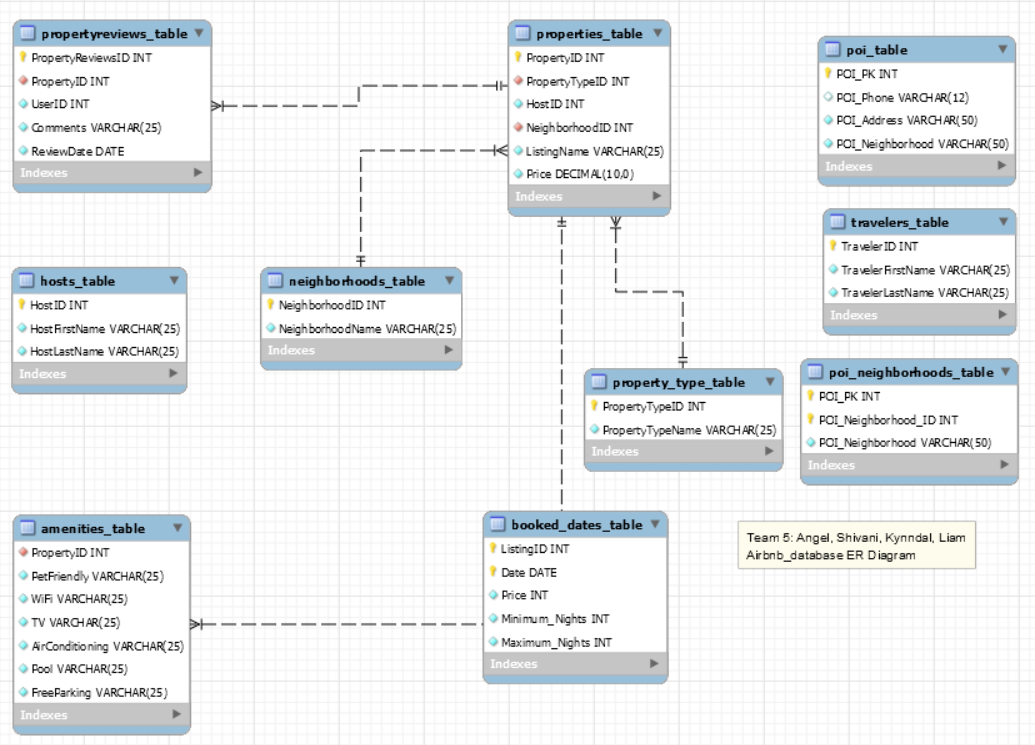 propertyreviews_table
PropertyReviewsID INT
PropertyID INT
UserID INT
Comments VARCHAR(25)
ReviewDate DATE
Indexes
properties_table
PropertyID INT
PropertyTypeID INT
HostID INT
NeighborhoodID INT
ListingName VARCHAR(25)
Price DECIMAL(10,0)
Indexes
poi_table
POI_PK INT
POI_Phone VARCHAR(12)
POI_Address VARCHAR(50)
POI_Neighborhood VARCHAR(50)
Indexes
travelers_table
TravelerID INT
TravelerFirstName VARCHAR(25)
TravelerLastName VARCHAR(25)
Indexes
hosts_table
HostID INT
HostFirstName VARCHAR(25)
HostLastName VARCHAR(25)
Indexes
neighborhoods_table
NeighborhoodID INT
NeighborhoodName VARCHAR(25)
Indexes
property_type_table
PropertyTypeID INT
PropertyTypeName VARCHAR(25)
Indexes
poi_neighborhoods_table
POI_PK INT
POI_Neighborhood_ID INT
POI_Neighborhood VARCHAR(50)
Indexes
amenities_table
PropertyID INT
PetFriendly VARCHAR(25)
WiFi VARCHAR(25)
TV VARCHAR(25)
AirConditioning VARCHAR(25)
Pool VARCHAR(25)
FreeParking VARCHAR(25)
Indexes
booked_dates_table
ListingID INT
Date DATE
Price INT
Minimum_Nights INT
Maximum_Nights INT
Indexes
Team 5: Angel, Shivani, Kynndal, Liam
Airbnb_database ER Diagram